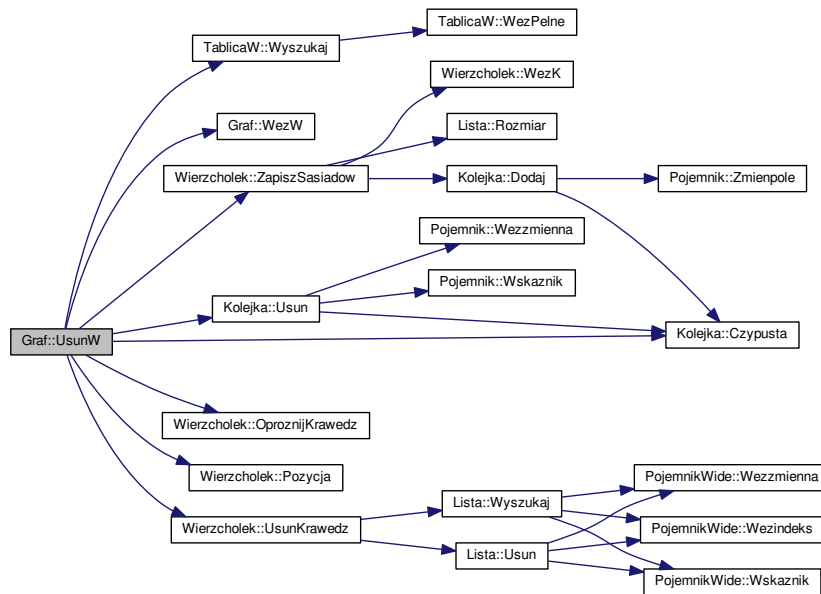 TablicaW::WezPelne
TablicaW::Wyszukaj
Wierzcholek::WezK
Graf::WezW
Lista::Rozmiar
Wierzcholek::ZapiszSasiadow
Kolejka::Dodaj
Pojemnik::Zmienpole
Pojemnik::Wezzmienna
Pojemnik::Wskaznik
Kolejka::Usun
Kolejka::Czypusta
Graf::UsunW
Wierzcholek::OproznijKrawedz
Wierzcholek::Pozycja
PojemnikWide::Wezzmienna
Lista::Wyszukaj
Wierzcholek::UsunKrawedz
PojemnikWide::Wezindeks
Lista::Usun
PojemnikWide::Wskaznik